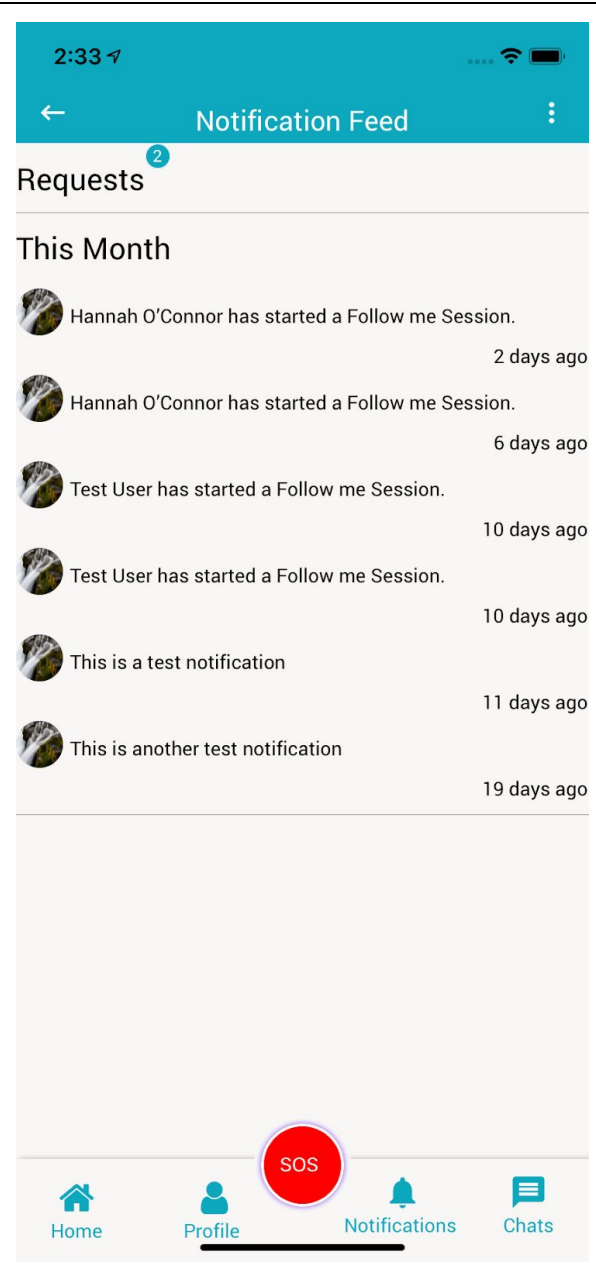 2:33
Notification Feed
Requests 2
This Month
Hannah O'Connor has started a Follow me Session.
2 days ago
Hannah O'Connor has started a Follow me Session.
6 days ago
Test User has started a Follow me Session.
10 days ago
Test User has started a Follow me Session.
10 days ago
This is a test notification
11 days ago
This is another test notification
19 days ago
SOS
Home Profile Notifications Chats